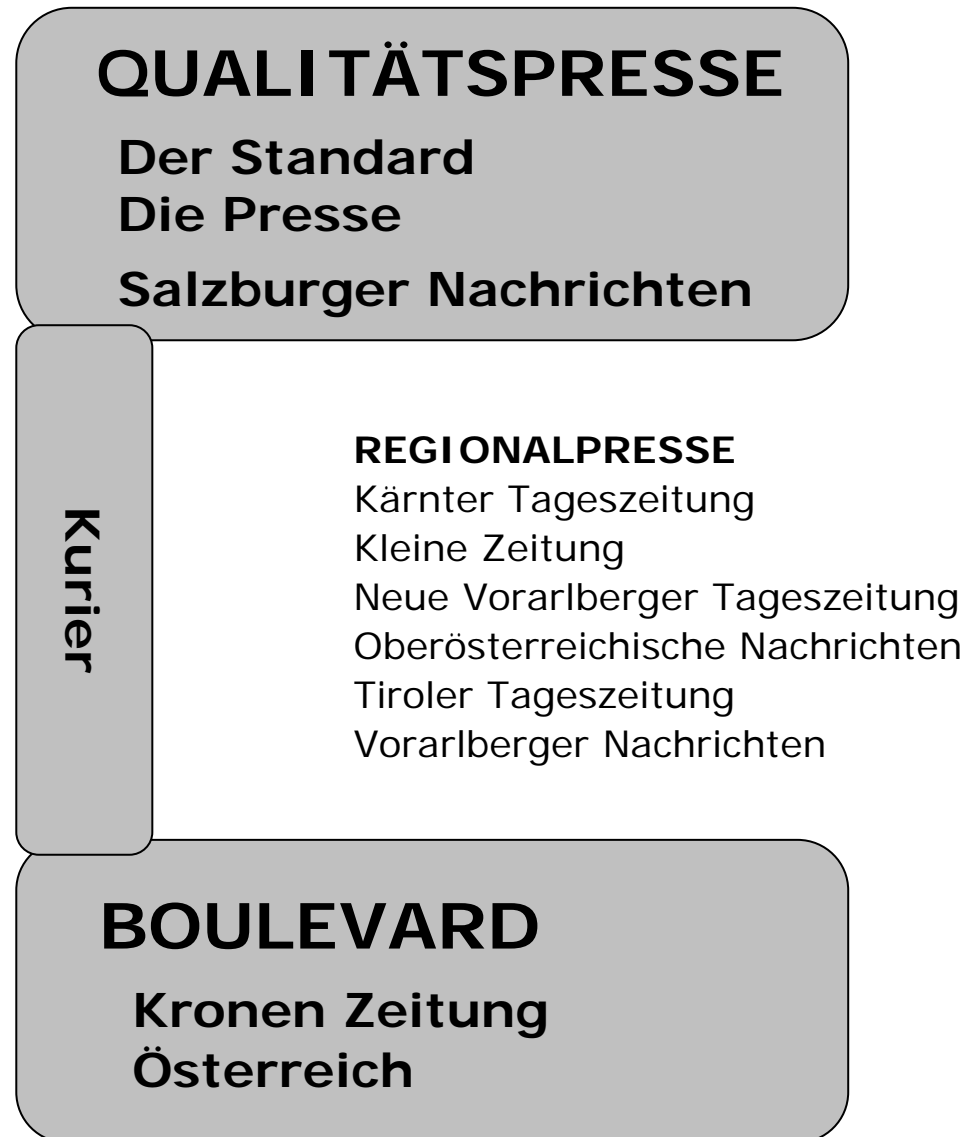 QUALITÄTSPRESSE
Der Standard
Die Presse
Salzburger Nachrichten
Kurier
REGIONALPRESSE
Kärnter Tageszeitung
Kleine Zeitung
Neue Vorarlberger Tageszeitung
Oberösterreichische Nachrichten
Tiroler Tageszeitung
Vorarlberger Nachrichten
BOULEVARD
Kronen Zeitung
Österreich